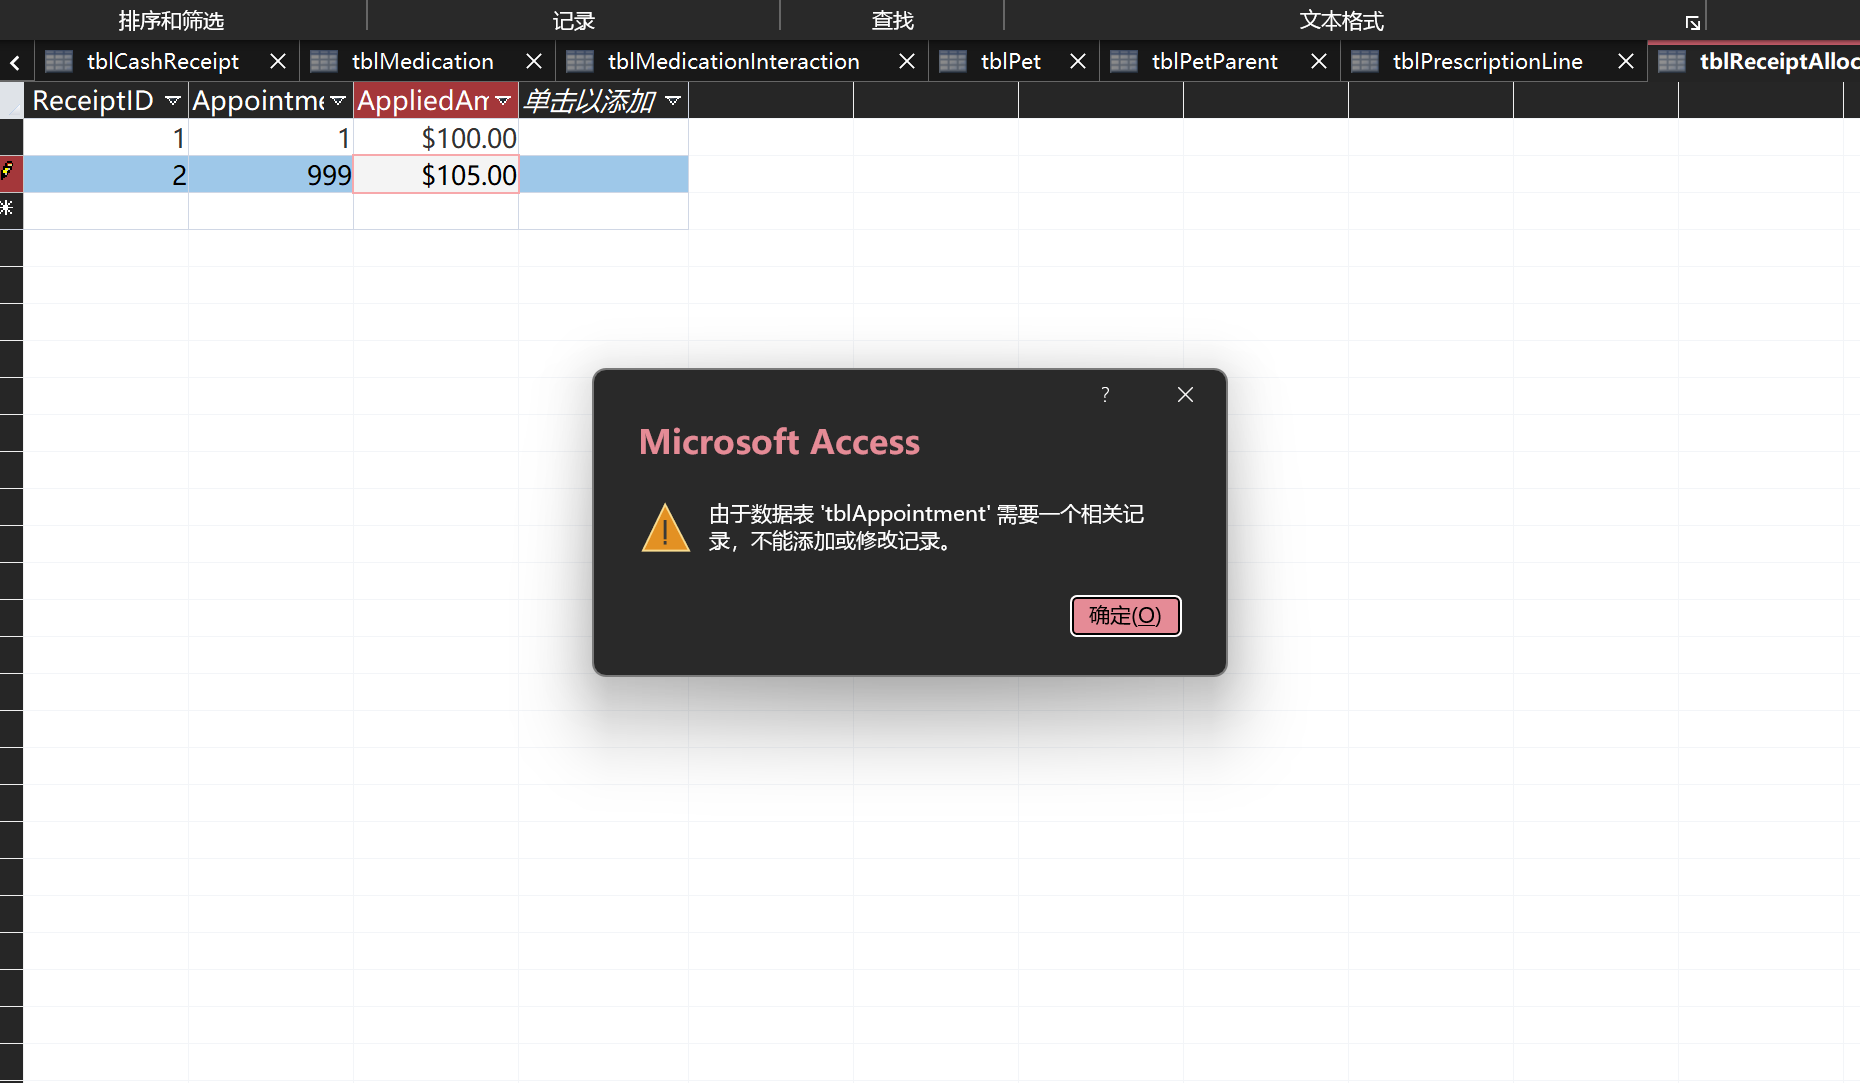 排序和筛选 记录 查找 文本格式
tblCashReceipt tblMedication tblMedicationInteraction tblPet tblPetParent tblPrescriptionLine tblReceiptAlloc
ReceiptID Appointme AppliedAm 单击以添加
1 1 $100.00
2 999 $105.00
?
Microsoft Access
由于数据表 'tblAppointment' 需要一个相关记
录，不能添加或修改记录。
确定(O)